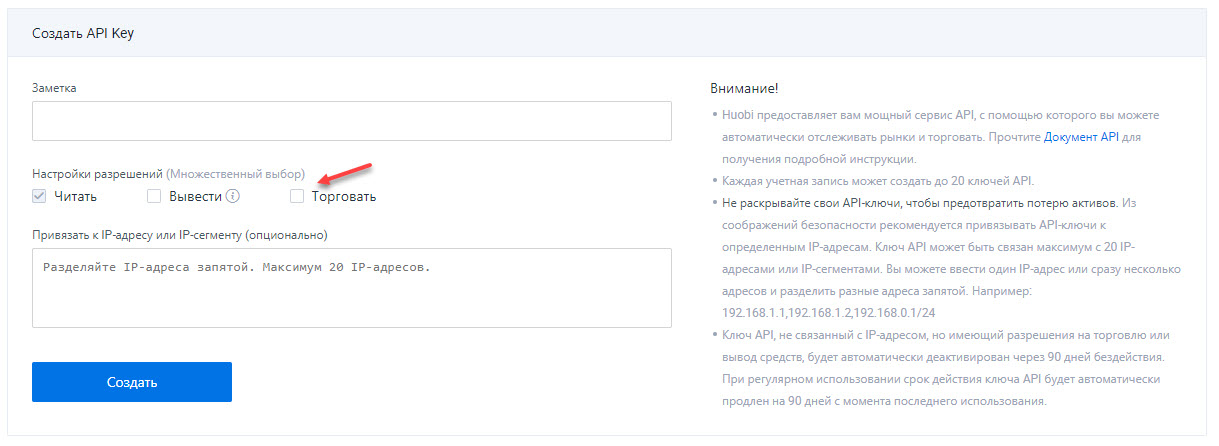 Создать API Key
Заметка
Настройки разрешений (Множественный выбор)
Читать Вывести Торговать
Привязать к IP-адресу или IP-сегменту (опционально)
Разделяйте IP-адреса запятой. Максимум 20 IP-адресов.
Создать
Внимание!
• Huobi предоставляет вам мощный сервис API, с помощью которого вы можете
автоматически отслеживать рынки и торговать. Прочтите Документ API для
получения подробной инструкции.
• Каждая учетная запись может создать до 20 ключей API.
• Не раскрывайте свои API-ключи, чтобы предотвратить потерю активов. Из
соображений безопасности рекомендуется привязывать API-ключи к
определенным IP-адресам. Ключ API может быть связан максимум с 20 IP-
адресами или IP-сегментами. Вы можете ввести один IP-адрес или сразу несколько
адресов и разделить разные адреса запятой. Например:
192.168.1.1,192.168.1.2,192.168.0.1/24
• Ключ API, не связанный с IP-адресом, но имеющий разрешения на торговлю или
вывод средств, будет автоматически деактивирован через 90 дней бездействия.
При регулярном использовании срок действия ключа API будет автоматически
продлен на 90 дней с момента последнего использования.